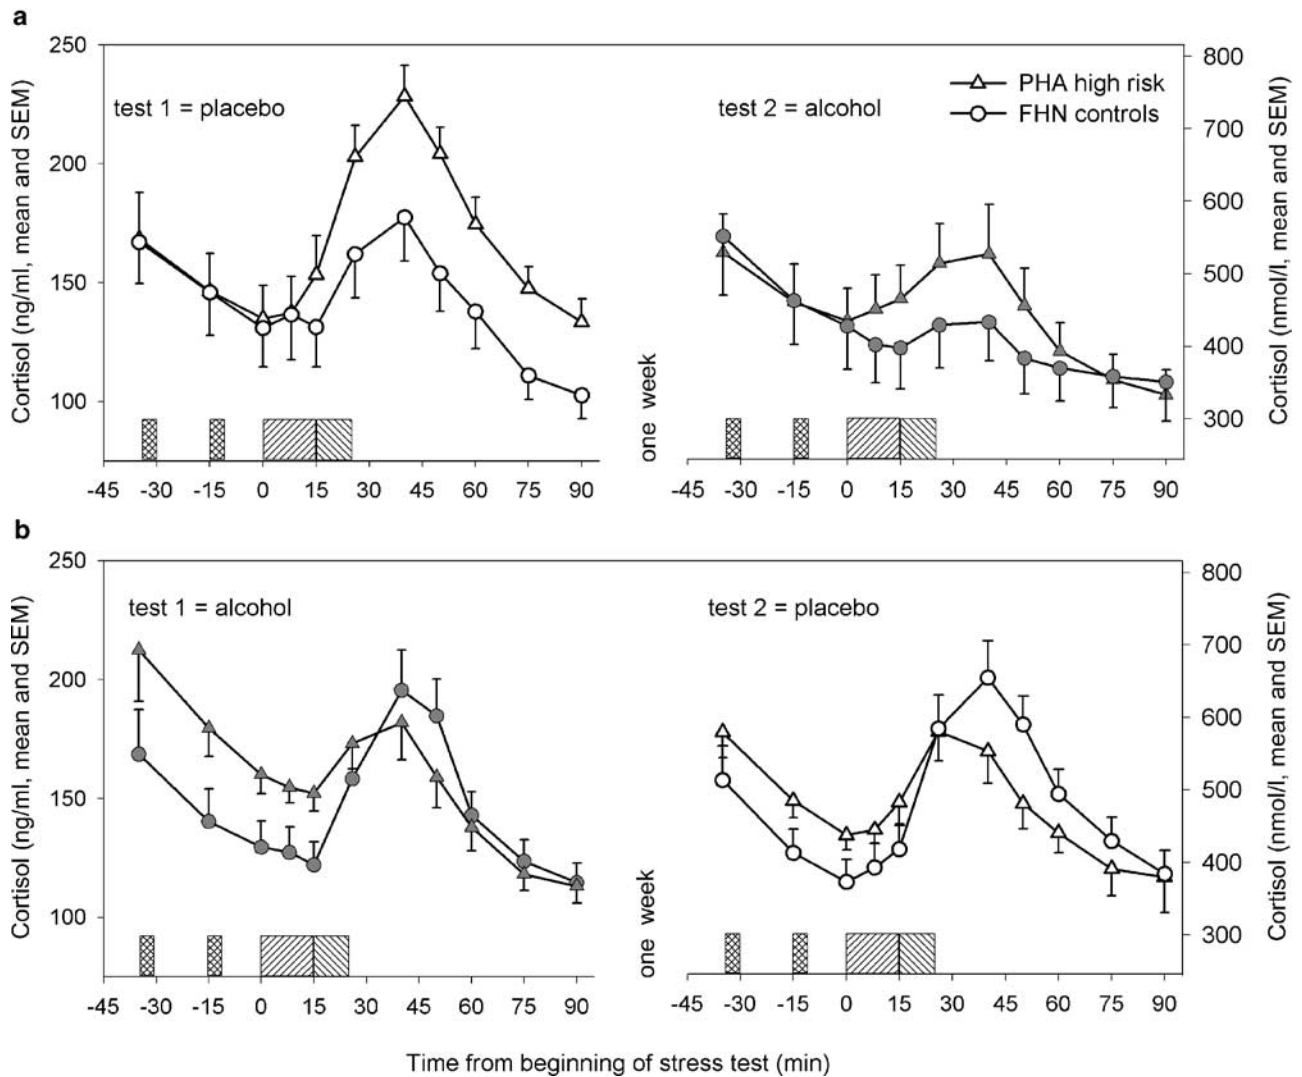 a
250
200
150
100
Cortisol (ng/ml, mean and SEM)
test 1 = placebo
-45 -30 -15 0 15 30 45 60 75 90
one week
test 2 = alcohol
PHA high risk
FHN controls
800
700
600
500
400
300
Cortisol (nmol/l, mean and SEM)
-45 -30 -15 0 15 30 45 60 75 90
b
250
200
150
100
Cortisol (ng/ml, mean and SEM)
test 1 = alcohol
-45 -30 -15 0 15 30 45 60 75 90
one week
test 2 = placebo
800
700
600
500
400
300
Cortisol (nmol/l, mean and SEM)
-45 -30 -15 0 15 30 45 60 75 90
Time from beginning of stress test (min)